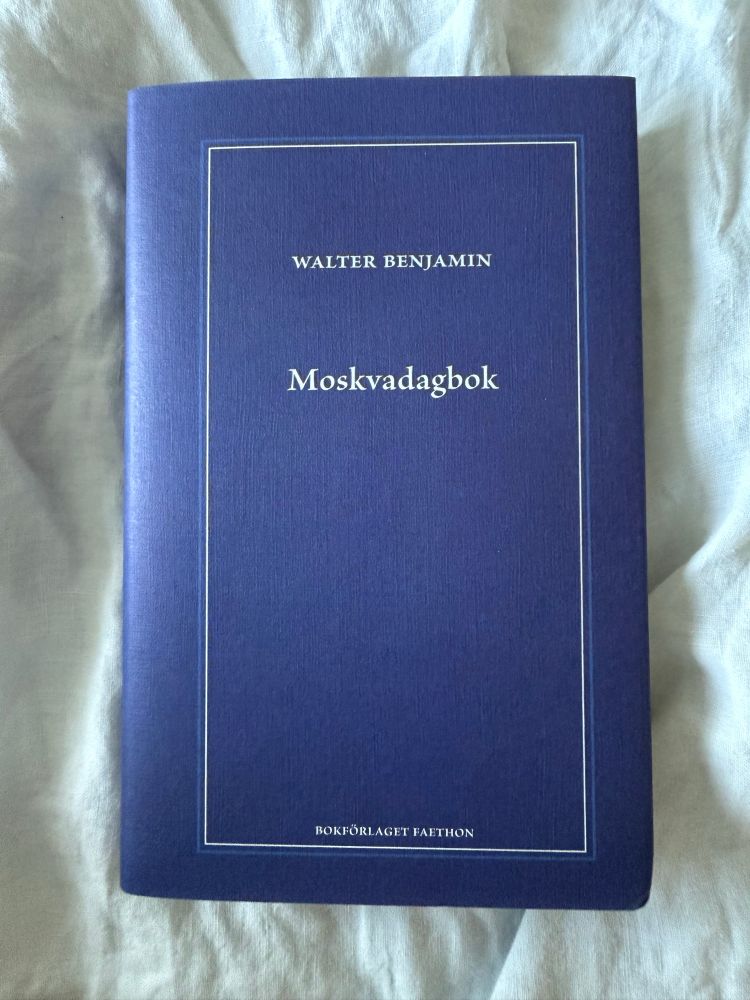 WALTER BENJAMIN
Moskvadagbok
BOKFÖRLAGET FAETHON